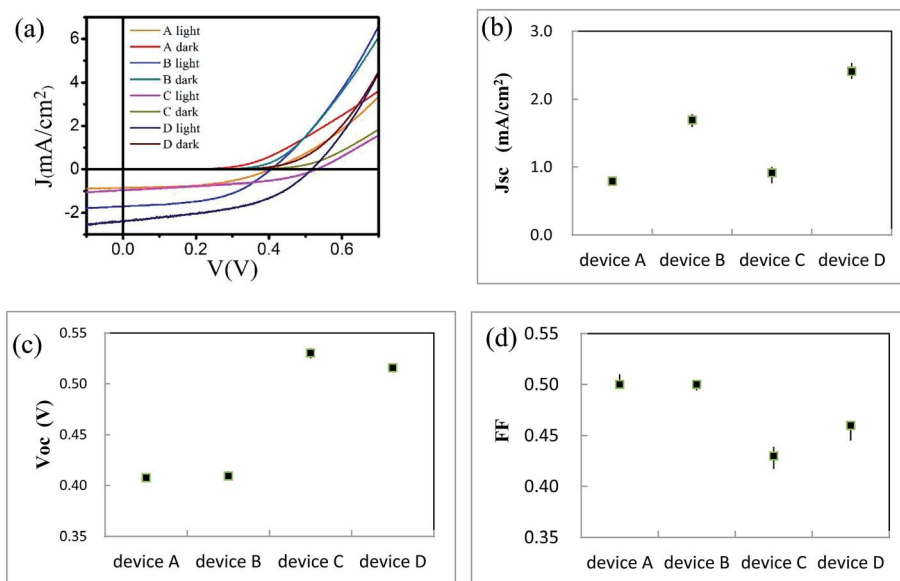 (a)
A light
A dark
B light
B dark
C light
C dark
D light
D dark
J(mA/cm2)
6
4
2
0
-2
0.0 0.2 0.4 0.6
V(V)
(b)
Jsc (mA/cm²)
3.0
2.0
1.0
0.0
device A device B device C device D
(c)
Voc (V)
0.55
0.50
0.45
0.40
0.35
device A device B device C device D
(d)
FF
0.55
0.50
0.45
0.40
0.35
device A device B device C device D